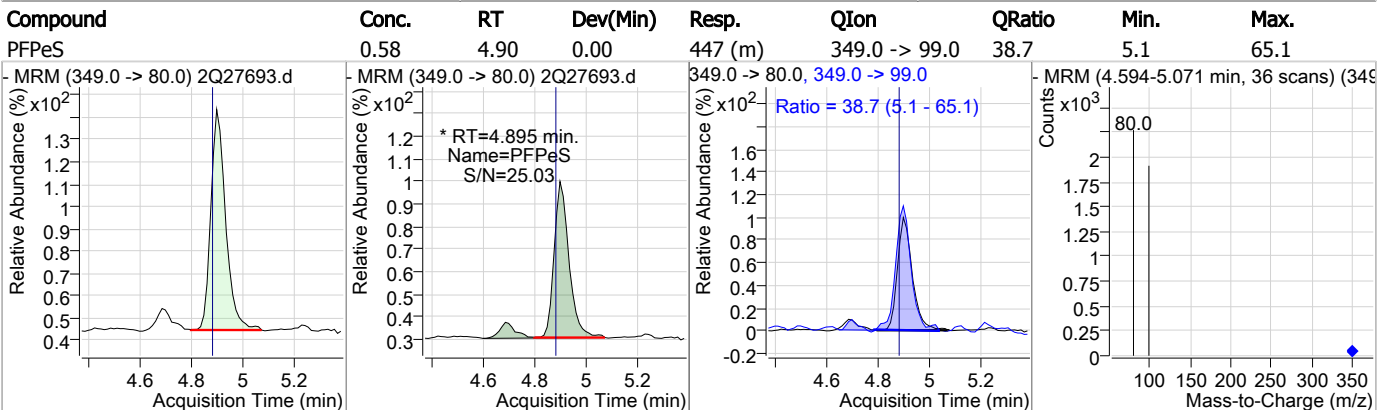 Compound Conc. RT Dev(Min) Resp. QIon QRatio Min. Max.
PFPeS 0.58 4.90 0.00 447 (m) 349.0 -> 99.0 38.7 5.1 65.1
- MRM (349.0 -> 80.0) 2Q27693.d
Relative Abundance (%)
x10²
1.3
1.2
1.1
1
0.9
0.8
0.7
0.6
0.5
0.4
4.6 4.8 5 5.2
Acquisition Time (min)
- MRM (349.0 -> 80.0) 2Q27693.d
Relative Abundance (%)
x10²
* RT=4.895 min.
Name=PFPeS
S/N=25.03
1.2
1.1
1
0.9
0.8
0.7
0.6
0.5
0.4
0.3
4.6 4.8 5 5.2
Acquisition Time (min)
349.0 -> 80.0, 349.0 -> 99.0
Relative Abundance (%)
x10²
Ratio = 38.7 (5.1 - 65.1)
1.6
1.4
1.2
1
0.8
0.6
0.4
0.2
0
-0.2
4.6 4.8 5 5.2
Acquisition Time (min)
- MRM (4.594-5.071 min, 36 scans) (349
Counts
x10³
80.0
2
1.75
1.5
1.25
1
0.75
0.5
0.25
0
100 150 200 250 300 350
Mass-to-Charge (m/z)